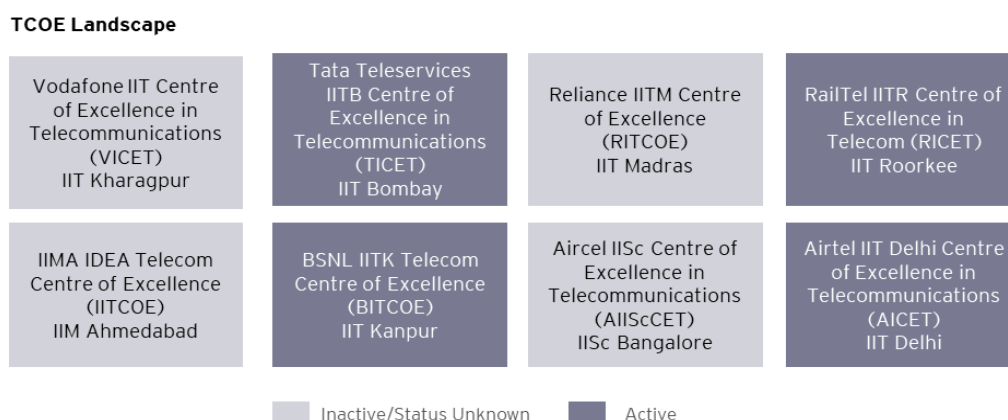 TCOE Landscape
Vodafone IIT Centre
of Excellence in
Telecommunications
(VICET)
IIT Kharagpur
Tata Teleservices
IITB Centre of
Excellence in
Telecommunications
(TICET)
IIT Bombay
Reliance IITM Centre
of Excellence
(RITCOE)
IIT Madras
RailTel IITR Centre of
Excellence in
Telecom (RICET)
IIT Roorkee
IIMA IDEA Telecom
Centre of Excellence
(IITCOE)
IIM Ahmedabad
BSNL IITK Telecom
Centre of Excellence
(BITCOE)
IIT Kanpur
Aircel IISc Centre of
Excellence in
Telecommunications
(AIIScCET)
IISc Bangalore
Airtel IIT Delhi Centre
of Excellence in
Telecommunications
(AICET)
IIT Delhi
Inactive/Status Unknown
Active